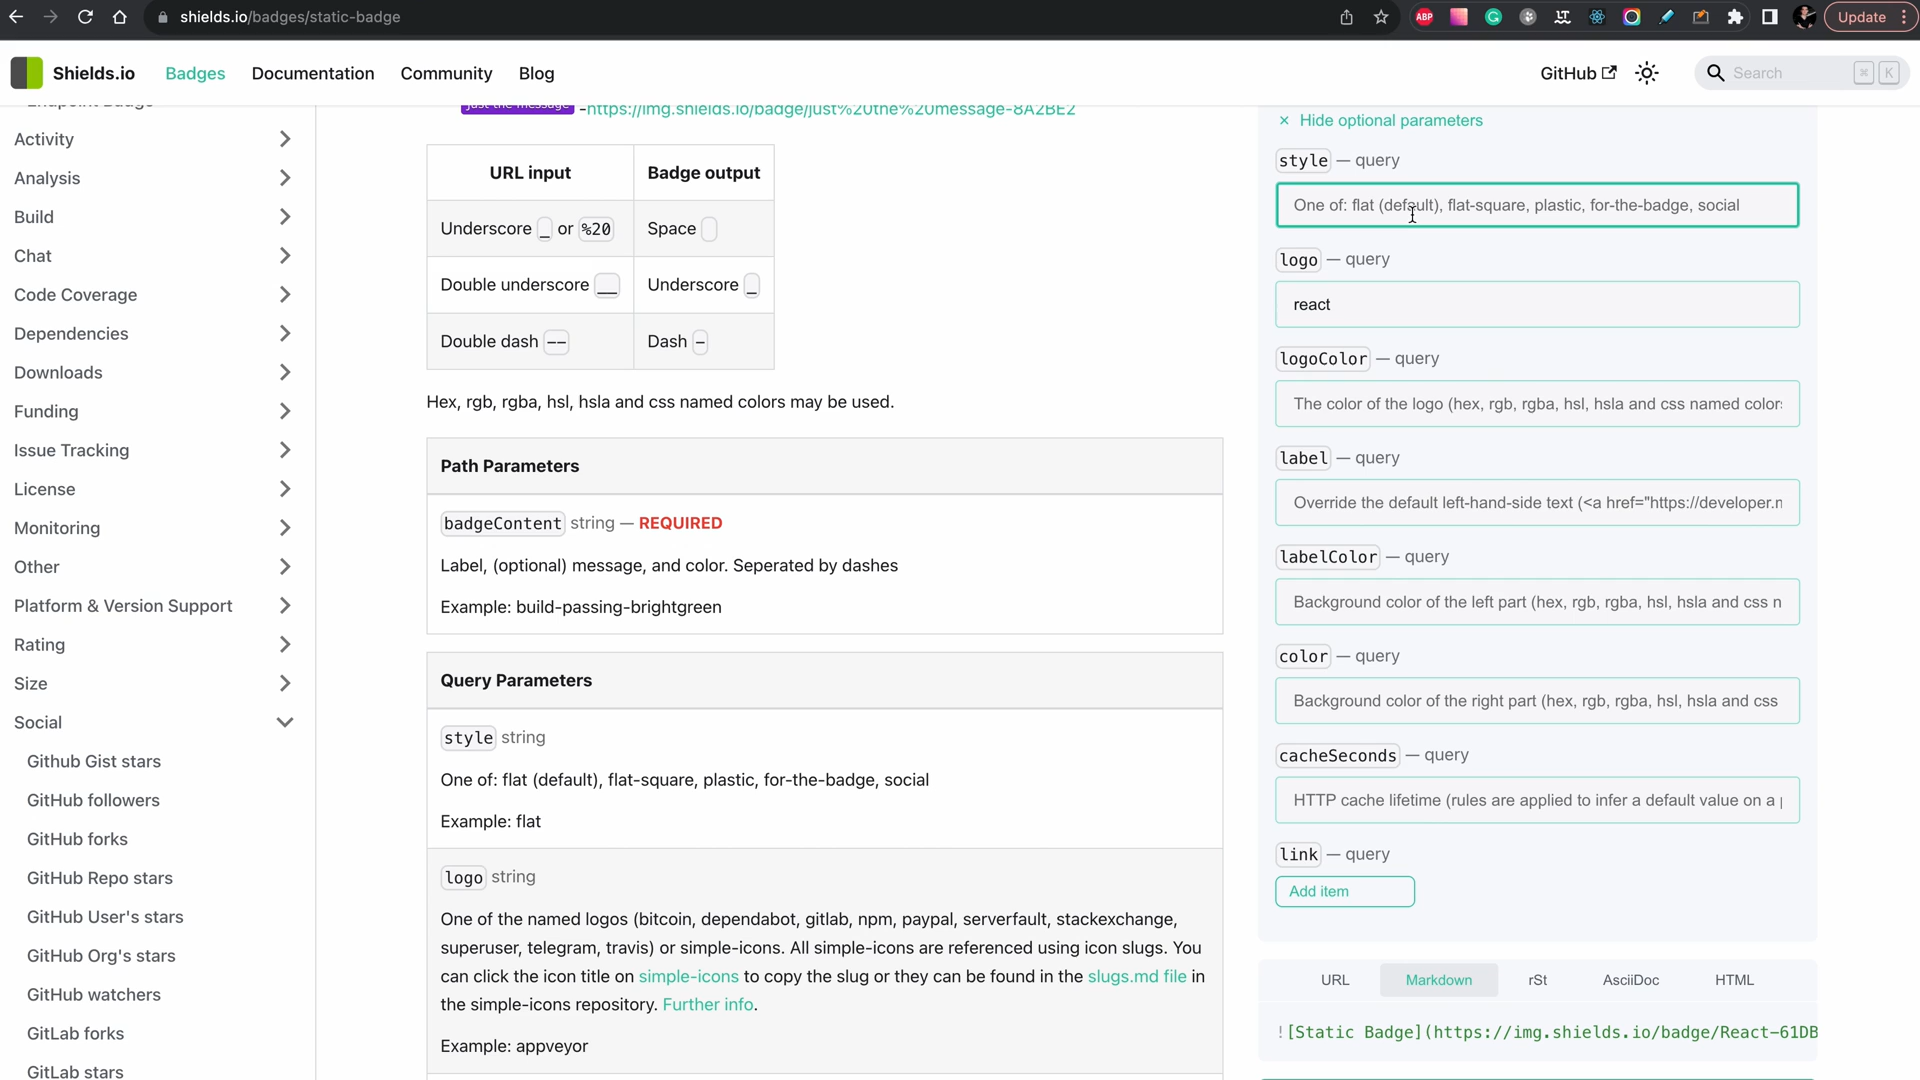 shields.io/badges/static-badge
ABP
Update
Shields.io
Badges
Documentation
Community
Blog
GitHub
Search
⌘
K
Endpoint Badge
Activity
Analysis
Build
Chat
Code Coverage
Dependencies
Downloads
Funding
Issue Tracking
License
Monitoring
Other
Platform & Version Support
Rating
Size
Social
Github Gist stars
GitHub followers
GitHub forks
GitHub Repo stars
GitHub User's stars
GitHub Org's stars
GitHub watchers
GitLab forks
GitLab stars
just the message -https://img.shields.io/badge/just%20the%20message-8A2BE2
URL input Badge output
Underscore _ or %20 Space
Double underscore __ Underscore _
Double dash -- Dash -
Hex, rgb, rgba, hsl, hsla and css named colors may be used.
Path Parameters
badgeContent string — REQUIRED
Label, (optional) message, and color. Seperated by dashes
Example: build-passing-brightgreen
Query Parameters
style string
One of: flat (default), flat-square, plastic, for-the-badge, social
Example: flat
logo string
One of the named logos (bitcoin, dependabot, gitlab, npm, paypal, serverfault, stackexchange,
superuser, telegram, travis) or simple-icons. All simple-icons are referenced using icon slugs. You
can click the icon title on simple-icons to copy the slug or they can be found in the slugs.md file in
the simple-icons repository. Further info.
Example: appveyor
× Hide optional parameters
style — query
One of: flat (default), flat-square, plastic, for-the-badge, social
logo — query
react
logoColor — query
The color of the logo (hex, rgb, rgba, hsl, hsla and css named color
label — query
Override the default left-hand-side text (<a href="https://developer.
labelColor — query
Background color of the left part (hex, rgb, rgba, hsl, hsla and css n
color — query
Background color of the right part (hex, rgb, rgba, hsl, hsla and css
cacheSeconds — query
HTTP cache lifetime (rules are applied to infer a default value on a
link — query
Add item
URL
Markdown
rSt
AsciiDoc
HTML
![Static Badge](https://img.shields.io/badge/React-61DB